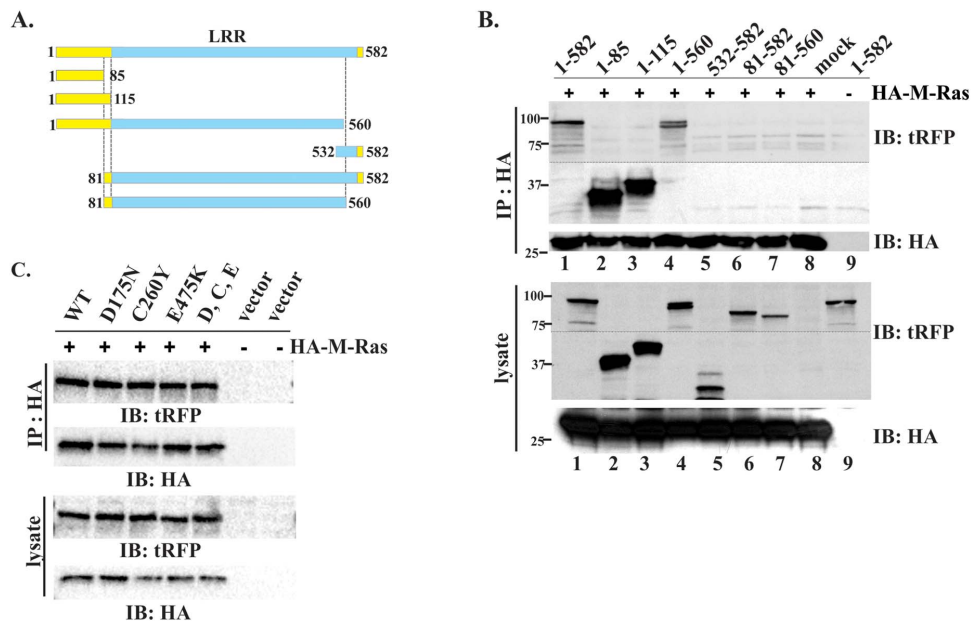 A.
LRR
1 582
1 85
1 115
1 560
532 582
81 582
81 560
B.
1-582 1-85 1-115 1-560 532-582 81-582 81-560 mock 1-582
+ + + + + + + + - HA-M-Ras
IP : HA
100
75
IB: tRFP
37
25
IB: HA
1 2 3 4 5 6 7 8 9
lysate
100
75
IB: tRFP
37
25
IB: HA
1 2 3 4 5 6 7 8 9
C.
WT D175N C260Y E475K D, C, E vector vector
+ + + + + - - HA-M-Ras
IP : HA
IB: tRFP
IB: HA
lysate
IB: tRFP
IB: HA